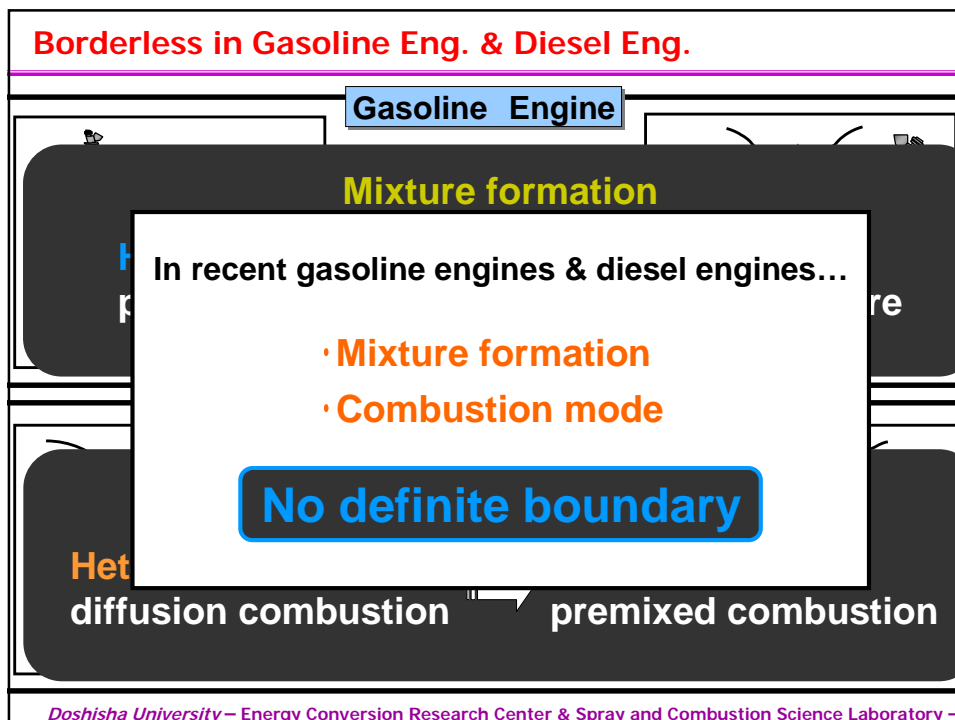 Borderless in Gasoline Eng. & Diesel Eng.
Gasoline Engine
Mixture formation
In recent gasoline engines & diesel engines…
・Mixture formation
・Combustion mode
No definite boundary
diffusion combustion premixed combustion
Doshisha University – Energy Conversion Research Center & Spray and Combustion Science Laboratory –